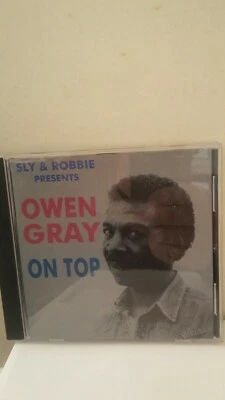 SLY & ROBBIE
PRESENTS
OWEN
GRAY
ON TOP